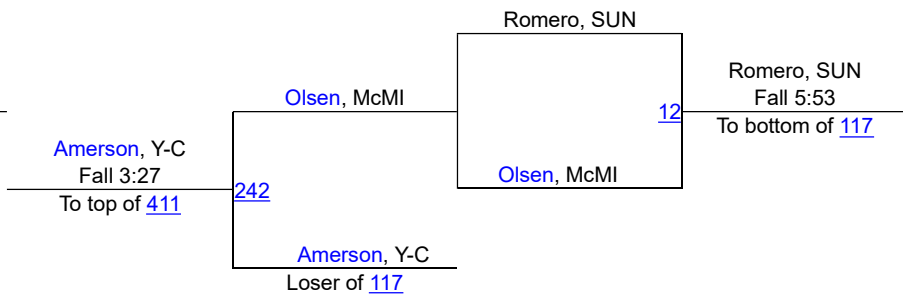 Romero, SUN
Romero, SUN
Fall 5:53
To bottom of 117
12
Olsen, McMI
Olsen, McMI
Amerson, Y-C
Fall 3:27
To top of 411
242
Amerson, Y-C
Loser of 117